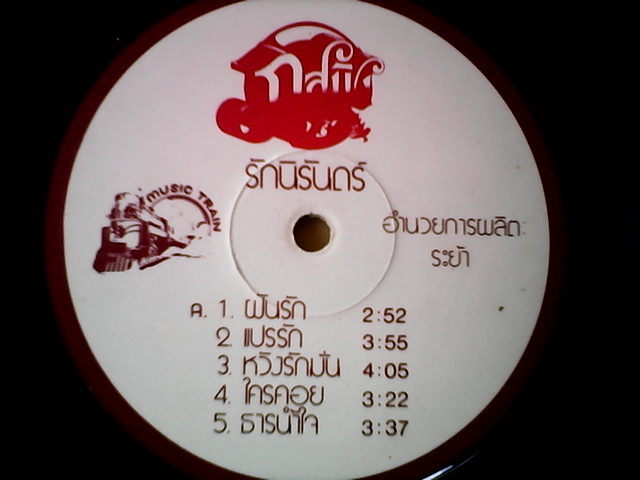 รักนิรันดร์
MUSIC TRAIN
อำนวยการผลิต:
ระย้า
ค. 1. ฝันรัก 2:52
2. แปรรัก 3:55
3. หวังรักมั่น 4:05
4. ใครคอย 3:22
5. ธารน้ำใจ 3:37